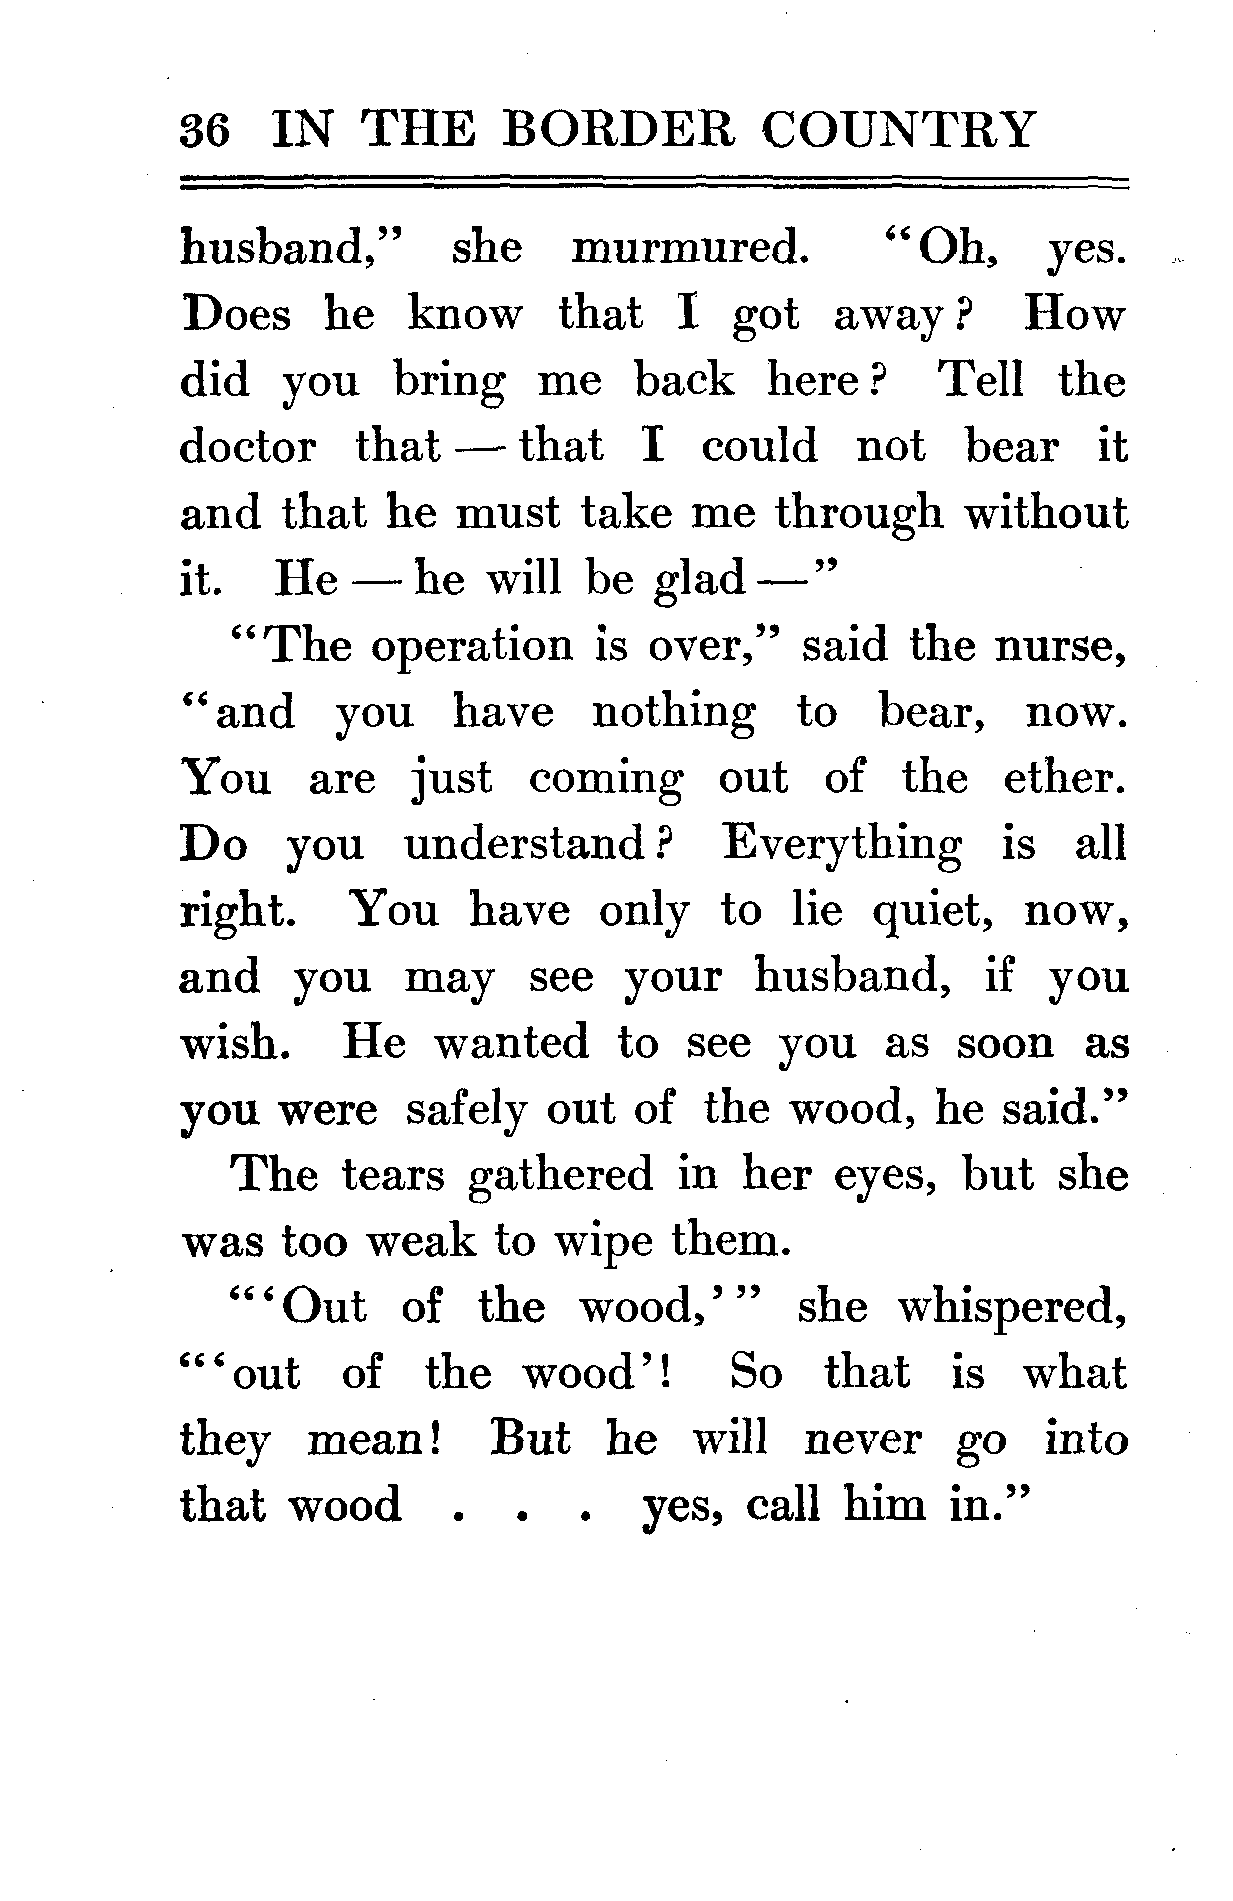 36 IN THE BORDER COUNTRY
husband,” she murmured. “Oh, yes.
Does he know that I got away? How
did you bring me back here? Tell the
doctor that — that I could not bear it
and that he must take me through without
it. He — he will be glad —”
“The operation is over,” said the nurse,
“and you have nothing to bear, now.
You are just coming out of the ether.
Do you understand? Everything is all
right. You have only to lie quiet, now,
and you may see your husband, if you
wish. He wanted to see you as soon as
you were safely out of the wood, he said.”
The tears gathered in her eyes, but she
was too weak to wipe them.
“‘Out of the wood,’” she whispered,
“‘out of the wood’! So that is what
they mean! But he will never go into
that wood . . . yes, call him in.”